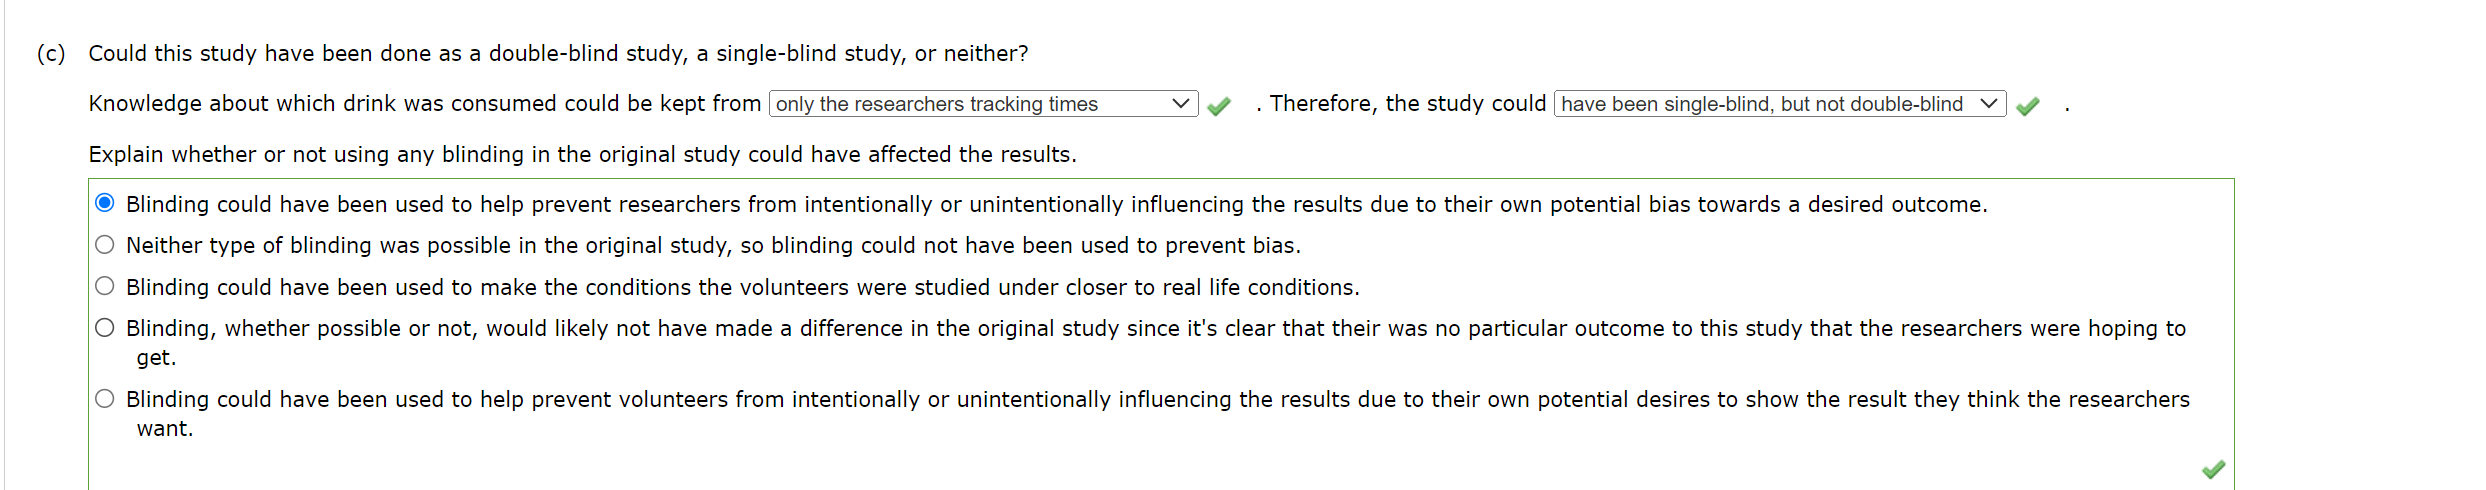 (c) Could this study have been done as a double-blind study, a single-blind study, or neither?
Knowledge about which drink was consumed could be kept from only the researchers tracking times . Therefore, the study could have been single-blind, but not double-blind .
Explain whether or not using any blinding in the original study could have affected the results.
Blinding could have been used to help prevent researchers from intentionally or unintentionally influencing the results due to their own potential bias towards a desired outcome.
Neither type of blinding was possible in the original study, so blinding could not have been used to prevent bias.
Blinding could have been used to make the conditions the volunteers were studied under closer to real life conditions.
Blinding, whether possible or not, would likely not have made a difference in the original study since it's clear that their was no particular outcome to this study that the researchers were hoping to
get.
Blinding could have been used to help prevent volunteers from intentionally or unintentionally influencing the results due to their own potential desires to show the result they think the researchers
want.